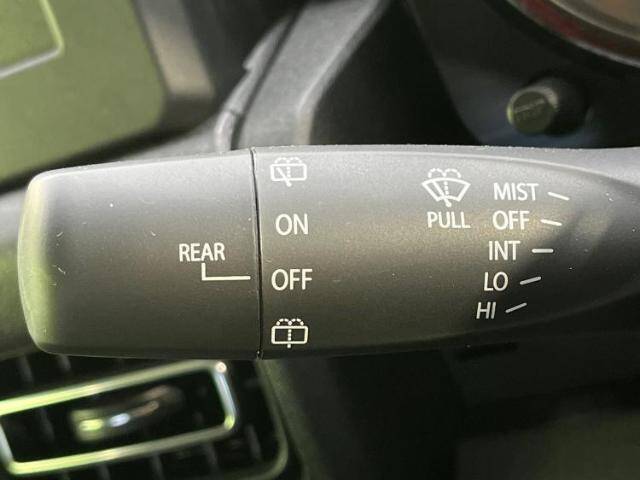 REAR
ON
OFF
PULL
MIST
OFF
INT
LO
HI